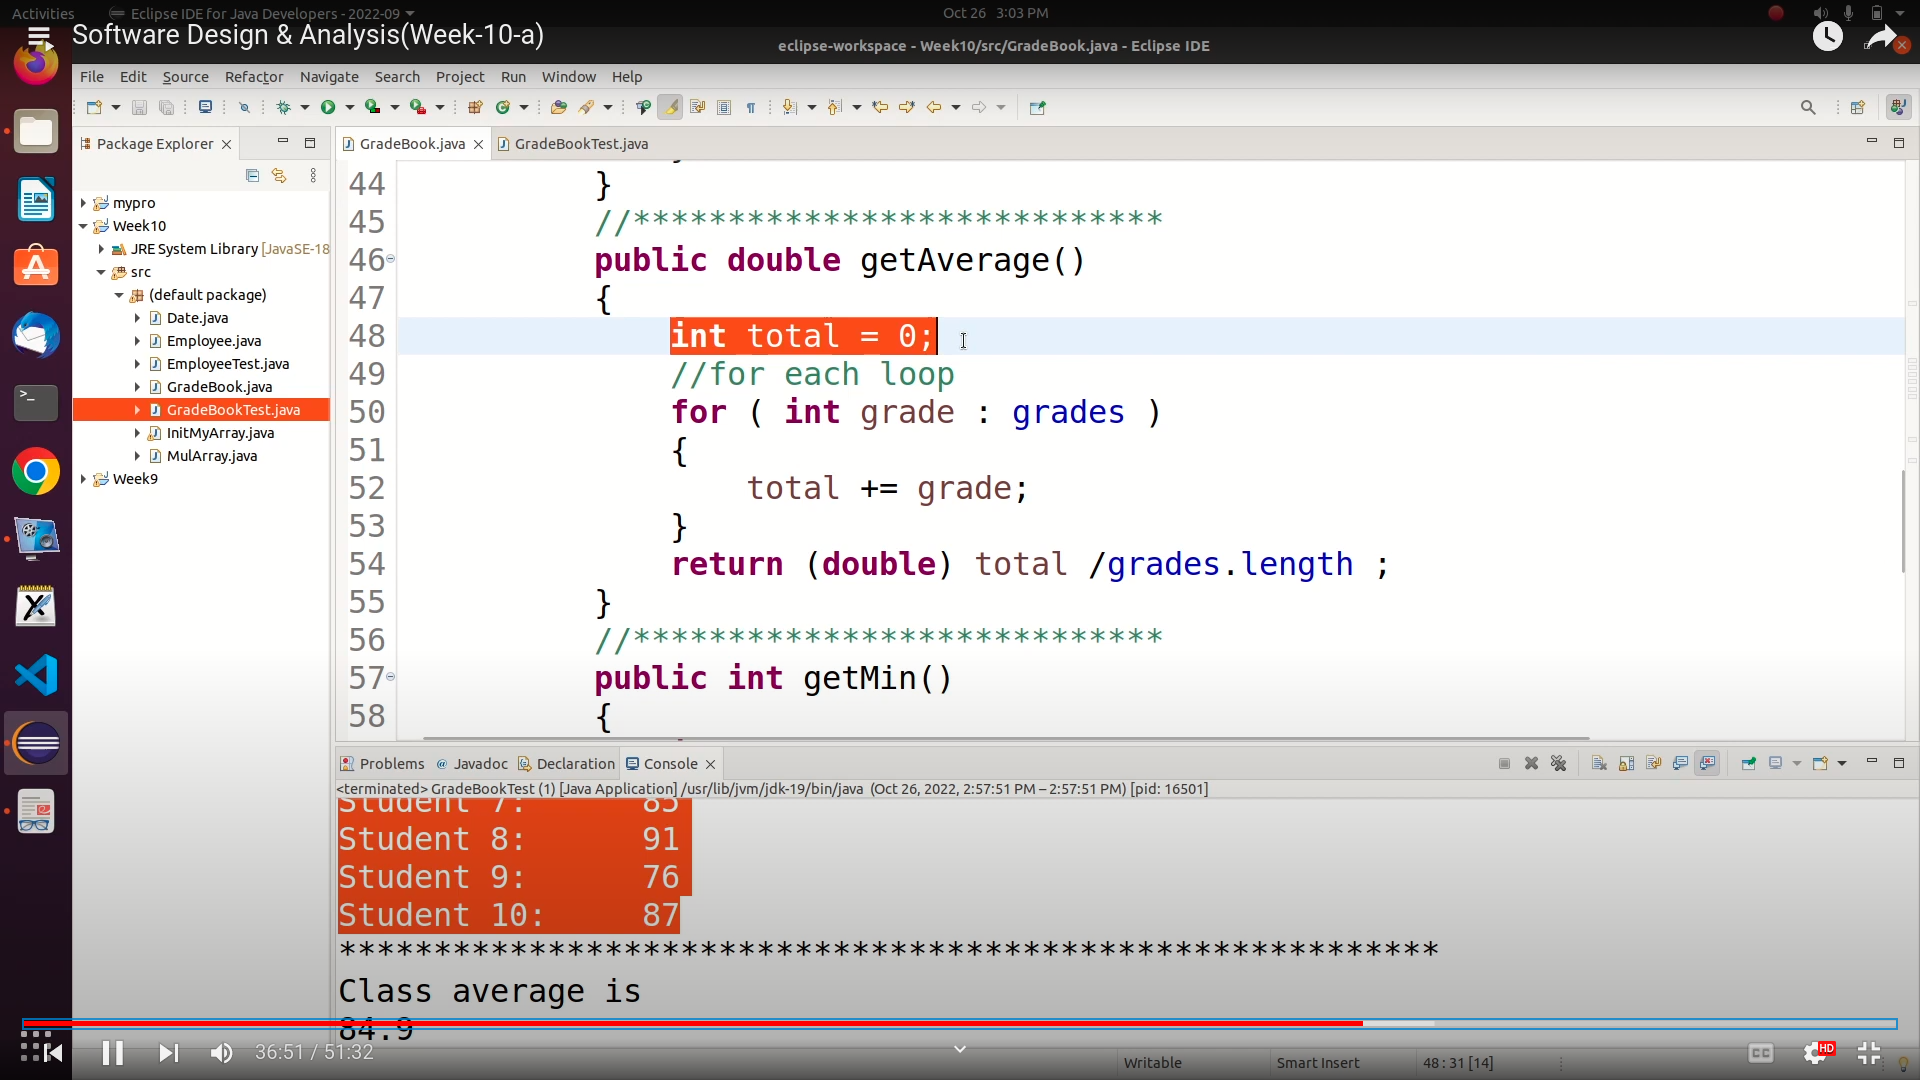 Activities
Eclipse IDE for Java Developers - 2022-09
Oct 26 3:03 PM
Software Design & Analysis(Week-10-a)
eclipse-workspace - Week10/src/GradeBook.java - Eclipse IDE
File Edit Source Refactor Navigate Search Project Run Window Help
Package Explorer
GradeBook.java
GradeBookTest.java
mypro
Week10
JRE System Library [JavaSE-18
src
(default package)
Date.java
Employee.java
EmployeeTest.java
GradeBook.java
GradeBookTest.java
InitMyArray.java
MulArray.java
Week9
44 }
45 //****************************
46 public double getAverage()
47 {
48 int total = 0;
49 //for each loop
50 for ( int grade : grades )
51 {
52 total += grade;
53 }
54 return (double) total /grades.length ;
55 }
56 //****************************
57 public int getMin()
58 {
Problems Javadoc Declaration Console
<terminated> GradeBookTest (1) [Java Application] /usr/lib/jvm/jdk-19/bin/java (Oct 26, 2022, 2:57:51 PM – 2:57:51 PM) [pid: 16501]
Student 7: 85
Student 8: 91
Student 9: 76
Student 10: 87
**********************************************************
Class average is
84.9
36:51 / 51:32
CC
HD
Writable
Smart Insert
48 : 31 [14]